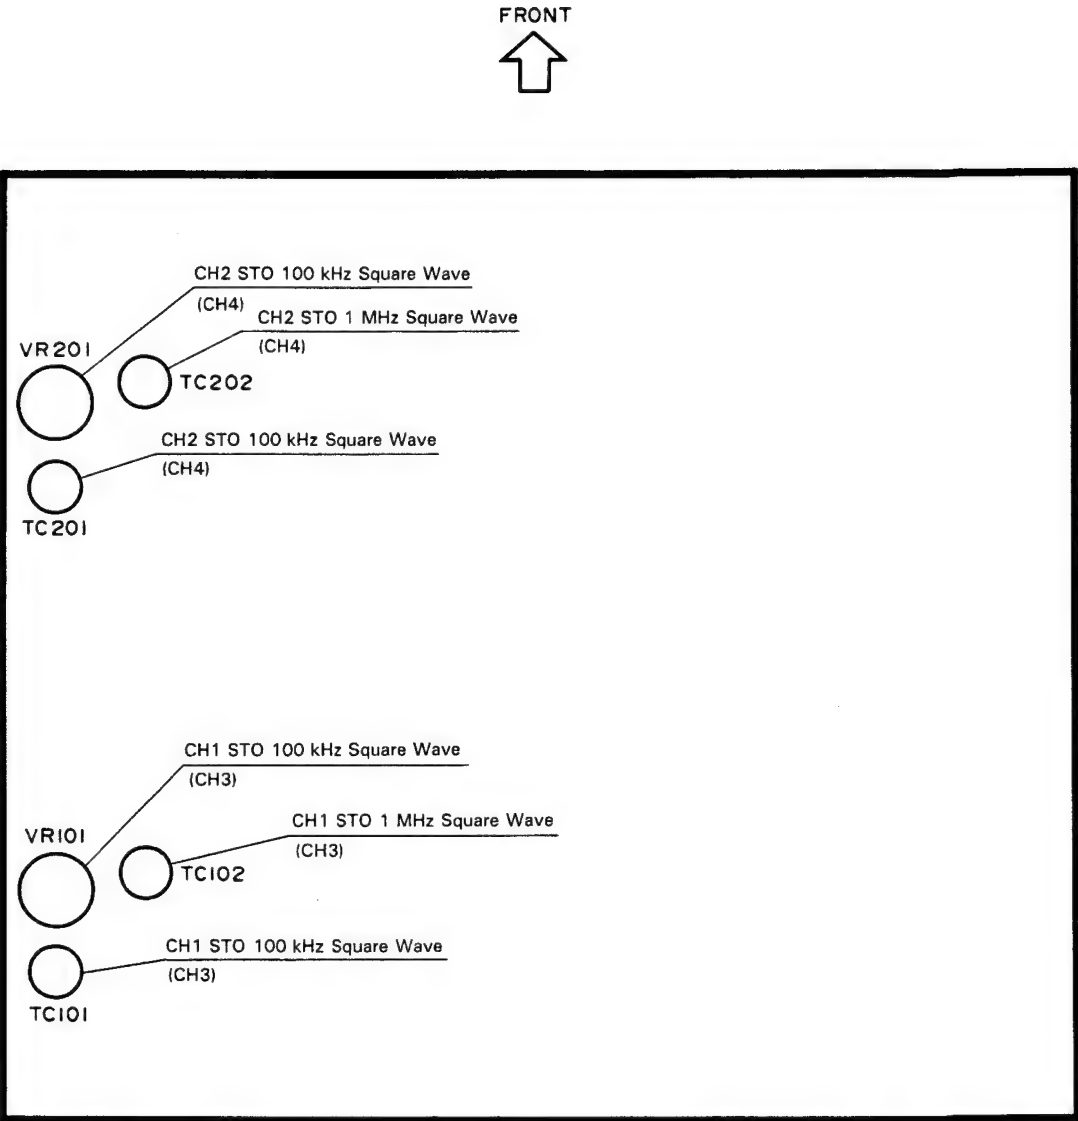 FRONT
CH2 STO 100 kHz Square Wave
(CH4)
CH2 STO 1 MHz Square Wave
(CH4)
VR201
TC202
CH2 STO 100 kHz Square Wave
(CH4)
TC201
CH1 STO 100 kHz Square Wave
(CH3)
CH1 STO 1 MHz Square Wave
(CH3)
VR101
TC102
CH1 STO 100 kHz Square Wave
(CH3)
TC101